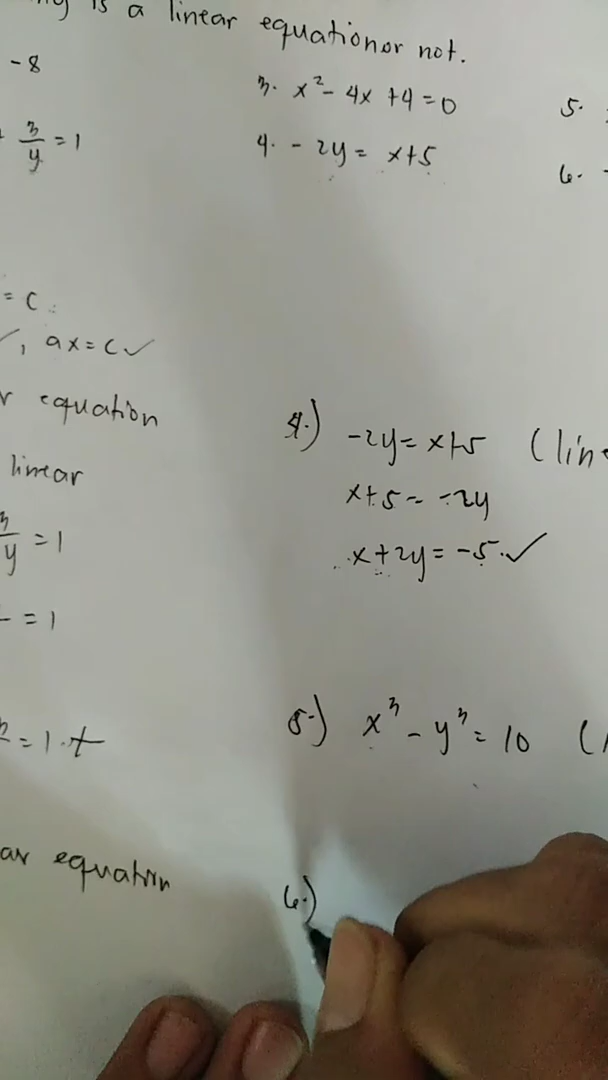 is a linear equation or not.
-8
3. x² - 4x + 4 = 0
5.
3/y = 1
4. - 2y = x+5
6.
= c
, ax = c ✓
equation
4.) -2y = x+5 (lin
linear
x+5 = -2y
3/y = 1
x+2y = -5 ✓
= 1
5.) x³ - y³ = 10 (
= 1
ar equation
6.)